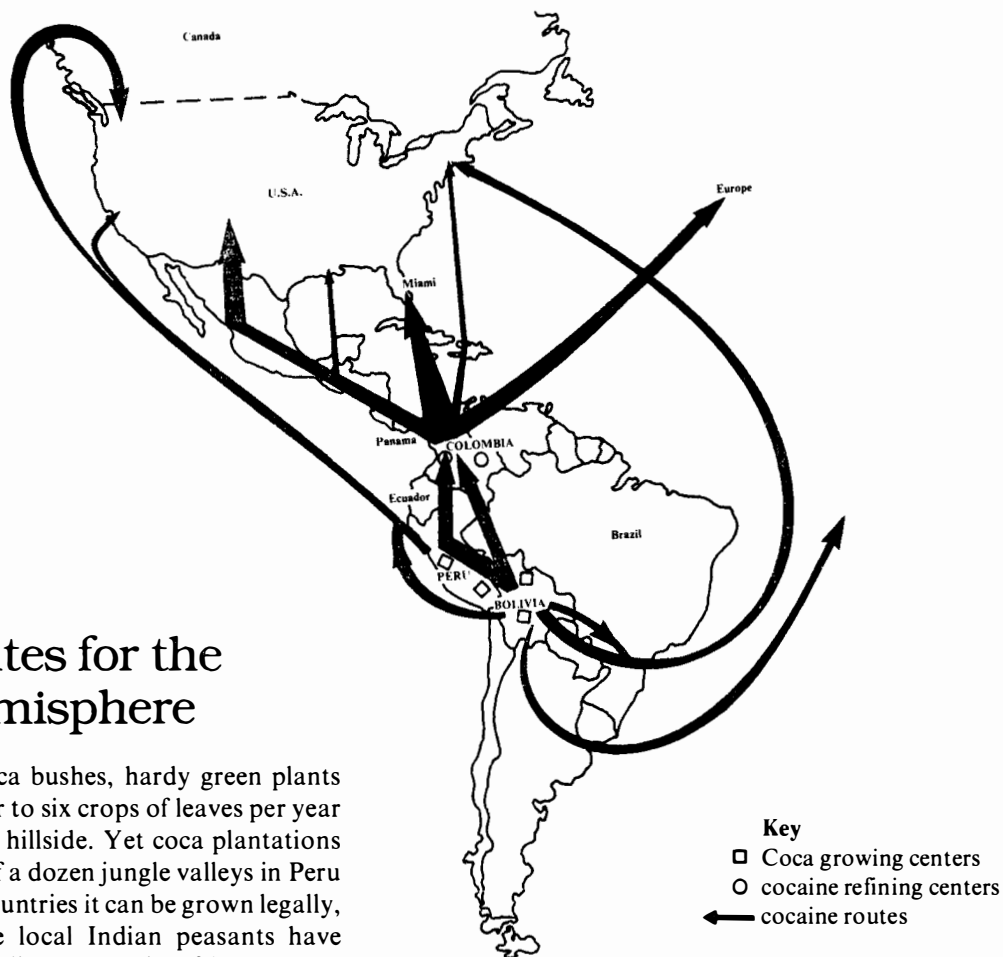 Canada
U.S.A.
Europe
Miami
Panama
COLOMBIA
Ecuador
Brazil
PERU
BOLIVIA
tes for the
misphere
ca bushes, hardy green plants
r to six crops of leaves per year
hillside. Yet coca plantations
f a dozen jungle valleys in Peru
ountries it can be grown legally,
e local Indian peasants have
Key
Coca growing centers
cocaine refining centers
cocaine routes